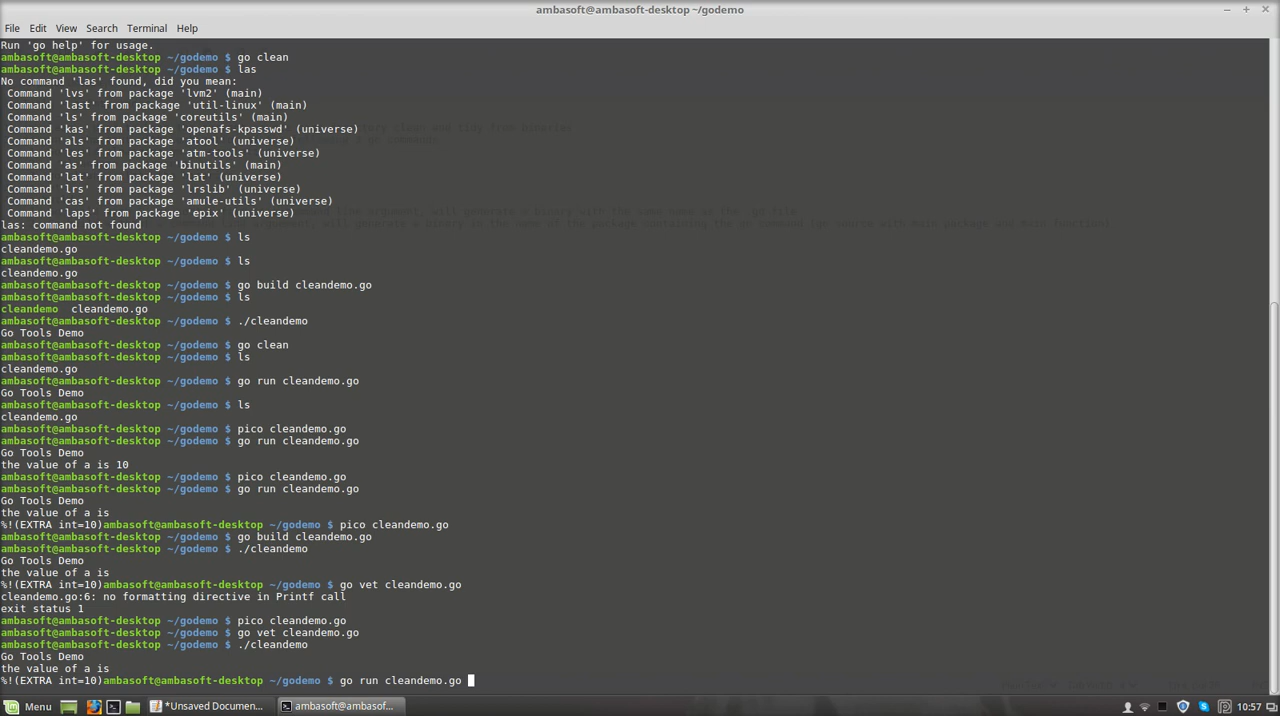 ambasoft@ambasoft-desktop ~/godemo
File Edit View Search Terminal Help
Run 'go help' for usage.
ambasoft@ambasoft-desktop ~/godemo $ go clean
ambasoft@ambasoft-desktop ~/godemo $ las
No command 'las' found, did you mean:
Command 'lvs' from package 'lvm2' (main)
Command 'last' from package 'util-linux' (main)
Command 'ls' from package 'coreutils' (main)
Command 'kas' from package 'openafs-kpasswd' (universe)
Command 'als' from package 'atool' (universe)
Command 'les' from package 'atm-tools' (universe)
Command 'as' from package 'binutils' (main)
Command 'lat' from package 'lat' (universe)
Command 'lrs' from package 'lrslib' (universe)
Command 'cas' from package 'amule-utils' (universe)
Command 'laps' from package 'epix' (universe)
las: command not found
ambasoft@ambasoft-desktop ~/godemo $ ls
cleandemo.go
ambasoft@ambasoft-desktop ~/godemo $ ls
cleandemo.go
ambasoft@ambasoft-desktop ~/godemo $ go build cleandemo.go
ambasoft@ambasoft-desktop ~/godemo $ ls
cleandemo cleandemo.go
ambasoft@ambasoft-desktop ~/godemo $ ./cleandemo
Go Tools Demo
ambasoft@ambasoft-desktop ~/godemo $ go clean
ambasoft@ambasoft-desktop ~/godemo $ ls
cleandemo.go
ambasoft@ambasoft-desktop ~/godemo $ go run cleandemo.go
Go Tools Demo
ambasoft@ambasoft-desktop ~/godemo $ ls
cleandemo.go
ambasoft@ambasoft-desktop ~/godemo $ pico cleandemo.go
ambasoft@ambasoft-desktop ~/godemo $ go run cleandemo.go
Go Tools Demo
the value of a is 10
ambasoft@ambasoft-desktop ~/godemo $ pico cleandemo.go
ambasoft@ambasoft-desktop ~/godemo $ go run cleandemo.go
Go Tools Demo
the value of a is
%!(EXTRA int=10)ambasoft@ambasoft-desktop ~/godemo $ pico cleandemo.go
ambasoft@ambasoft-desktop ~/godemo $ go build cleandemo.go
ambasoft@ambasoft-desktop ~/godemo $ ./cleandemo
Go Tools Demo
the value of a is
%!(EXTRA int=10)ambasoft@ambasoft-desktop ~/godemo $ go vet cleandemo.go
cleandemo.go:6: no formatting directive in Printf call
exit status 1
ambasoft@ambasoft-desktop ~/godemo $ pico cleandemo.go
ambasoft@ambasoft-desktop ~/godemo $ go vet cleandemo.go
ambasoft@ambasoft-desktop ~/godemo $ ./cleandemo
Go Tools Demo
the value of a is
%!(EXTRA int=10)ambasoft@ambasoft-desktop ~/godemo $ go run cleandemo.go
Menu *Unsaved Documen... ambasoft@ambasof... 10:57